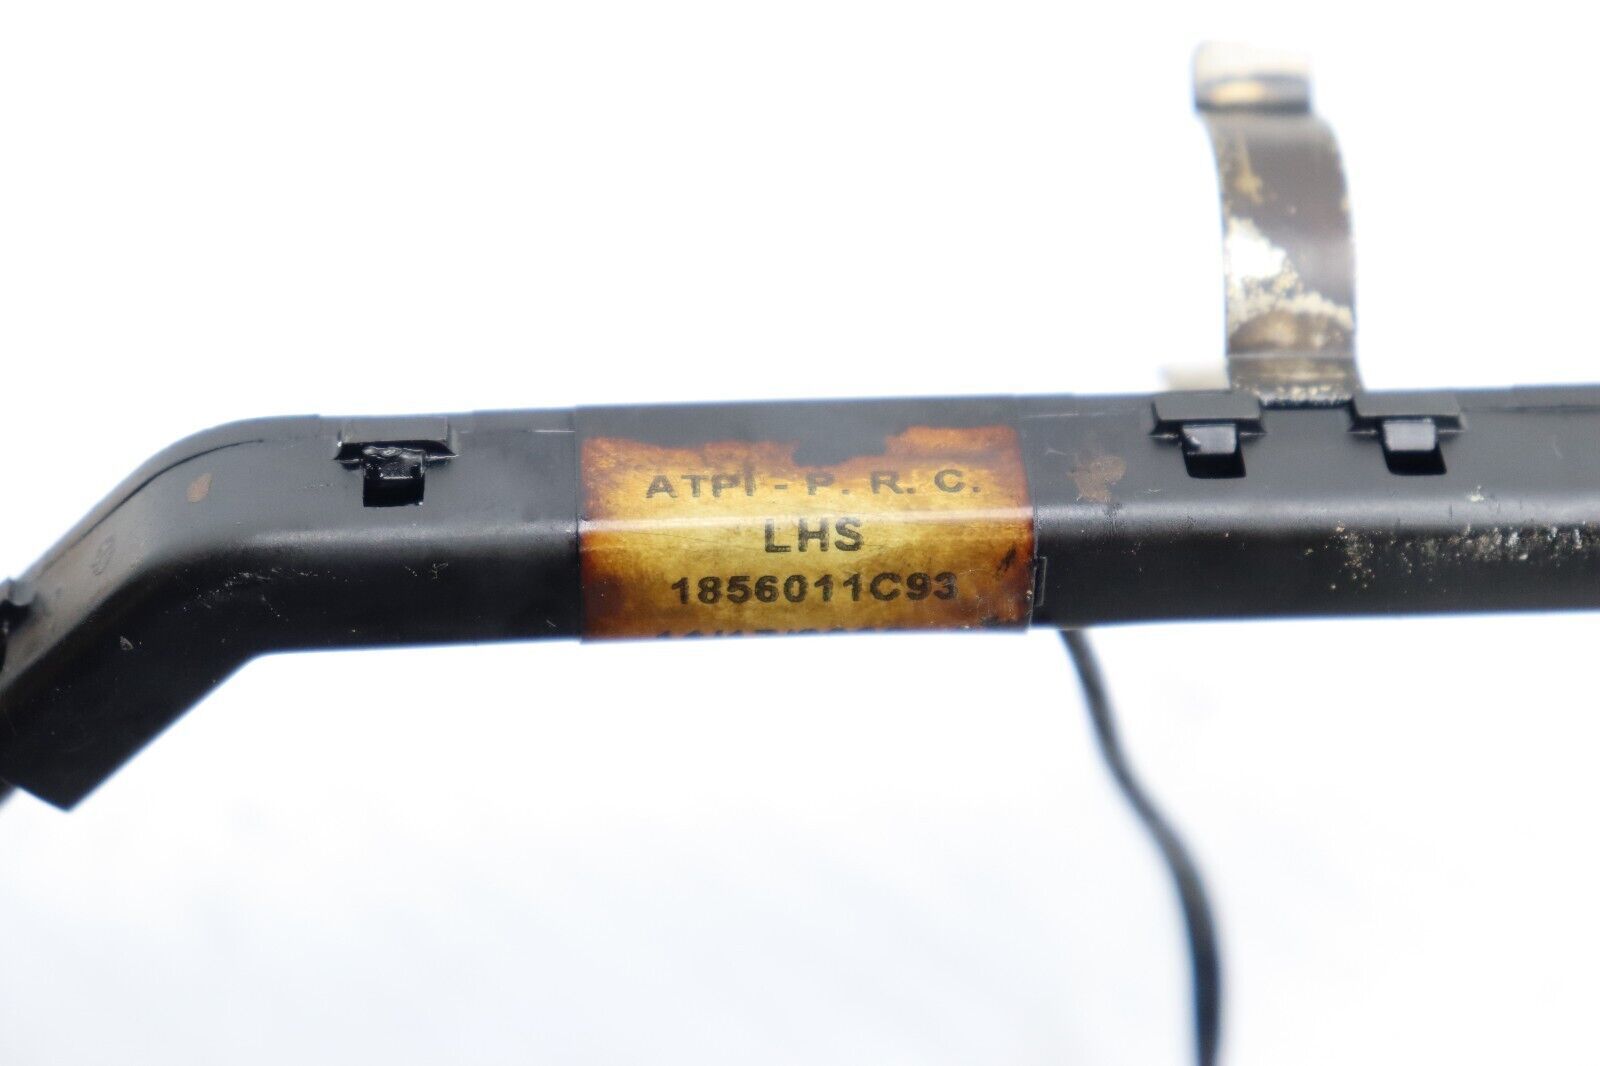 ATPI - P. R. C.
LHS
1856011C93